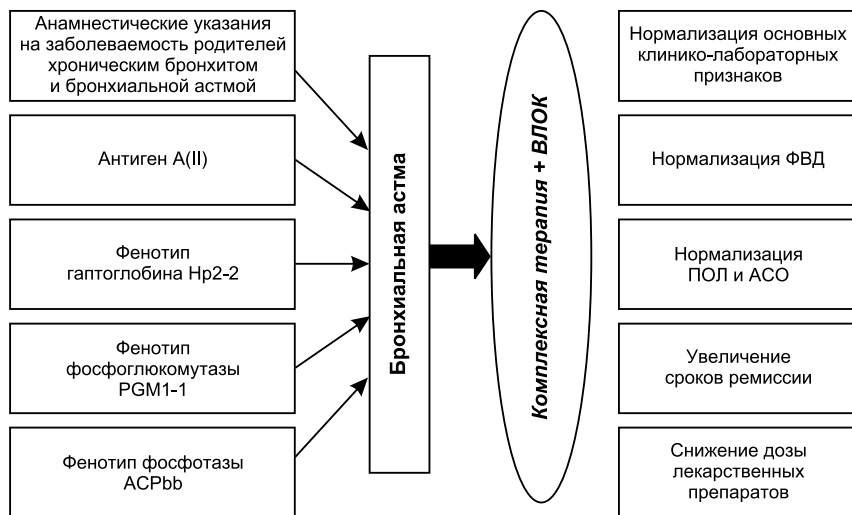 Анамнестические указания
на заболеваемость родителей
хроническим бронхитом
и бронхиальной астмой
Антиген А(II)
Фенотип
гаптоглобина Нр2-2
Фенотип
фосфоглюкомутазы
PGM1-1
Фенотип фосфотазы
ACPbb
Бронхиальная астма
Комплексная терапия + ВЛОК
Нормализация основных
клинико-лабораторных
признаков
Нормализация ФВД
Нормализация
ПОЛ и АСО
Увеличение
сроков ремиссии
Снижение дозы
лекарственных
препаратов